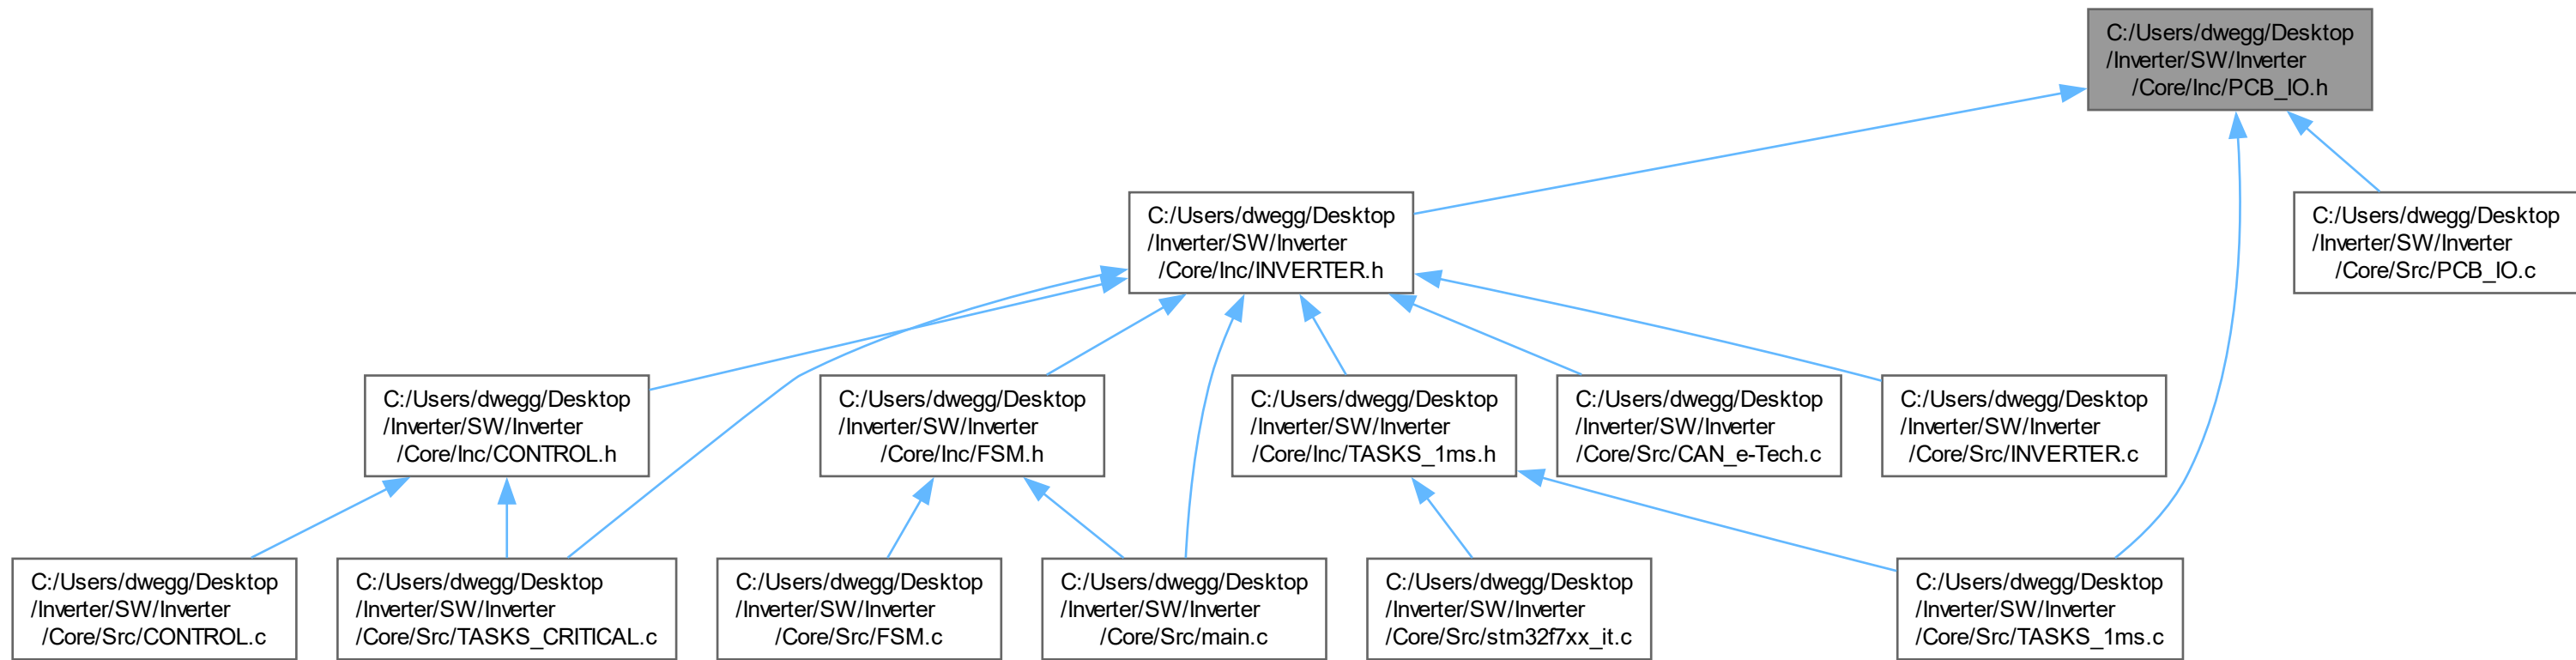 C:/Users/dwegg/Desktop
/Inverter/SW/Inverter
/Core/Inc/PCB_IO.h
C:/Users/dwegg/Desktop
/Inverter/SW/Inverter
/Core/Inc/INVERTER.h
C:/Users/dwegg/Desktop
/Inverter/SW/Inverter
/Core/Src/PCB_IO.c
C:/Users/dwegg/Desktop
/Inverter/SW/Inverter
/Core/Inc/CONTROL.h
C:/Users/dwegg/Desktop
/Inverter/SW/Inverter
/Core/Inc/FSM.h
C:/Users/dwegg/Desktop
/Inverter/SW/Inverter
/Core/Inc/TASKS_1ms.h
C:/Users/dwegg/Desktop
/Inverter/SW/Inverter
/Core/Src/CAN_e-Tech.c
C:/Users/dwegg/Desktop
/Inverter/SW/Inverter
/Core/Src/INVERTER.c
C:/Users/dwegg/Desktop
/Inverter/SW/Inverter
/Core/Src/CONTROL.c
C:/Users/dwegg/Desktop
/Inverter/SW/Inverter
/Core/Src/TASKS_CRITICAL.c
C:/Users/dwegg/Desktop
/Inverter/SW/Inverter
/Core/Src/FSM.c
C:/Users/dwegg/Desktop
/Inverter/SW/Inverter
/Core/Src/main.c
C:/Users/dwegg/Desktop
/Inverter/SW/Inverter
/Core/Src/stm32f7xx_it.c
C:/Users/dwegg/Desktop
/Inverter/SW/Inverter
/Core/Src/TASKS_1ms.c